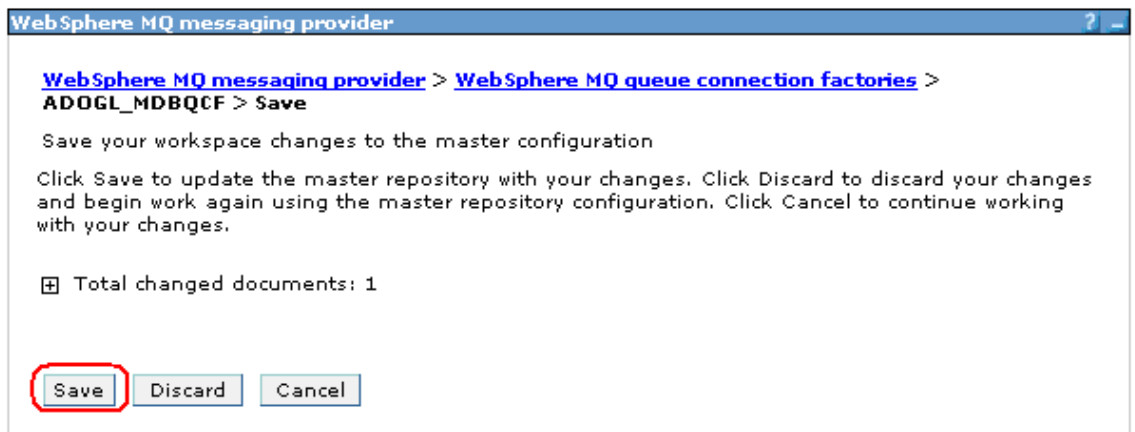 WebSphere MQ messaging provider ? _
WebSphere MQ messaging provider > WebSphere MQ queue connection factories >
ADOGL_MDBQCF > Save
Save your workspace changes to the master configuration
Click Save to update the master repository with your changes. Click Discard to discard your changes
and begin work again using the master repository configuration. Click Cancel to continue working
with your changes.
Total changed documents: 1
Save Discard Cancel